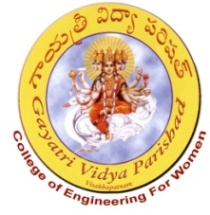 గాయత్రీ విద్యా పరిషత్
Gayatri Vidya Parishad
Visakhapatnam
College of Engineering For Women